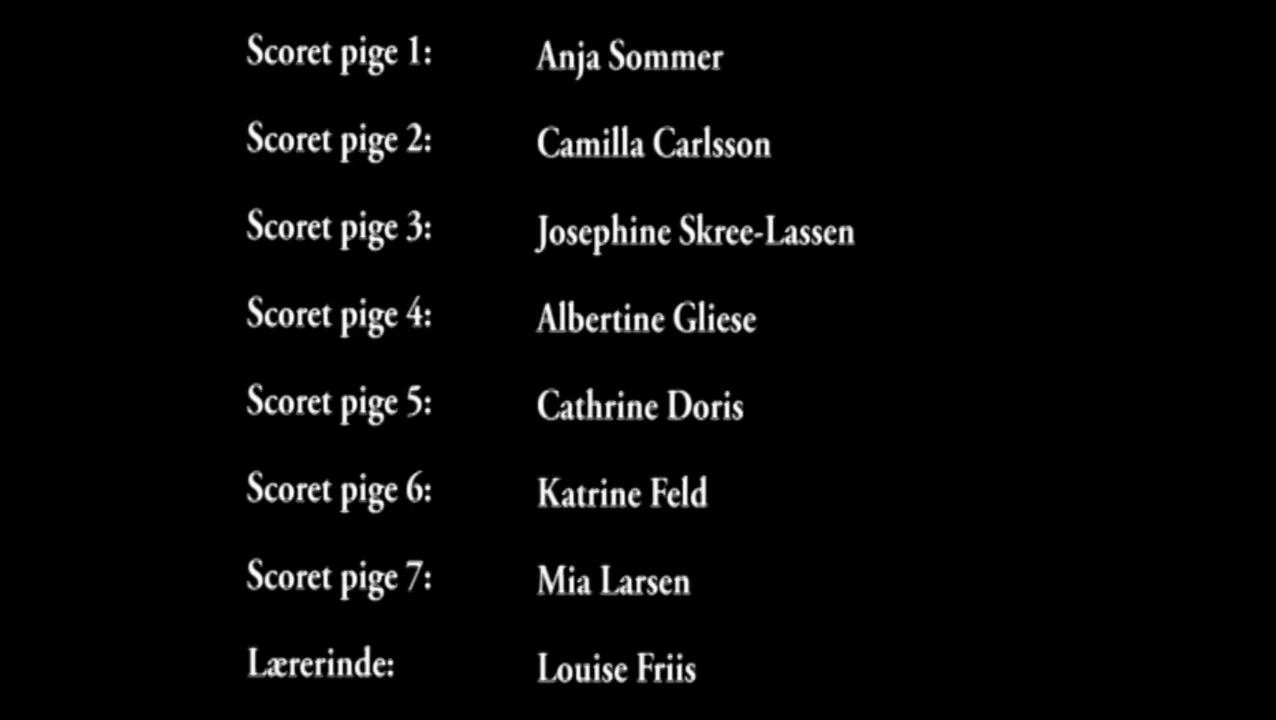 Scoret pige 1: Anja Sommer
Scoret pige 2: Camilla Carlsson
Scoret pige 3: Josephine Skree-Lassen
Scoret pige 4: Albertine Gliese
Scoret pige 5: Cathrine Doris
Scoret pige 6: Katrine Feld
Scoret pige 7: Mia Larsen
Lærerinde: Louise Friis